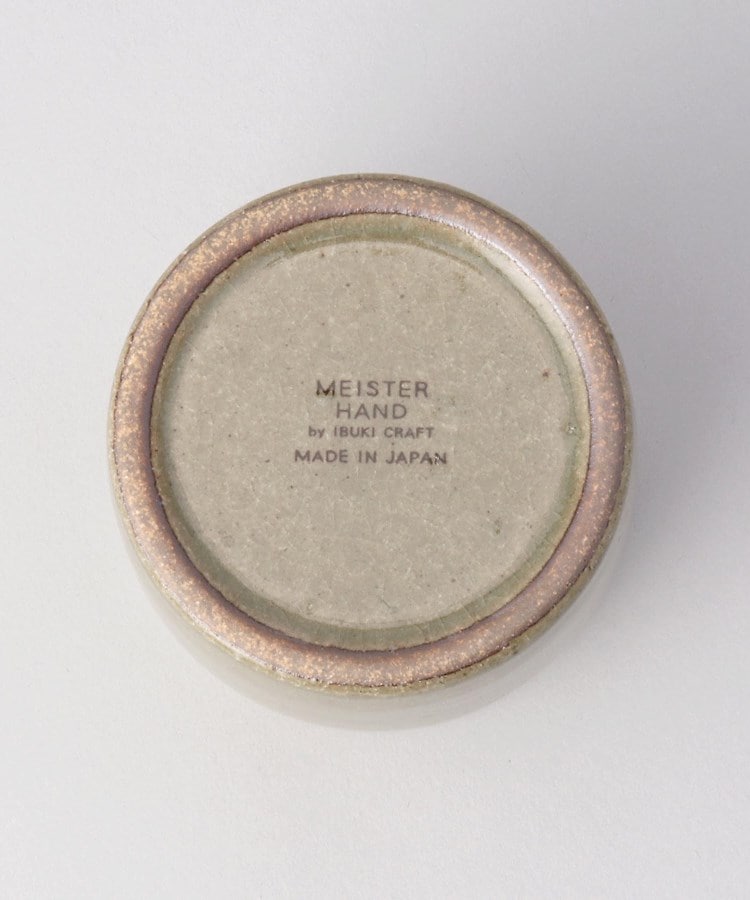 MEISTER
HAND
by IBUKI CRAFT
MADE IN JAPAN